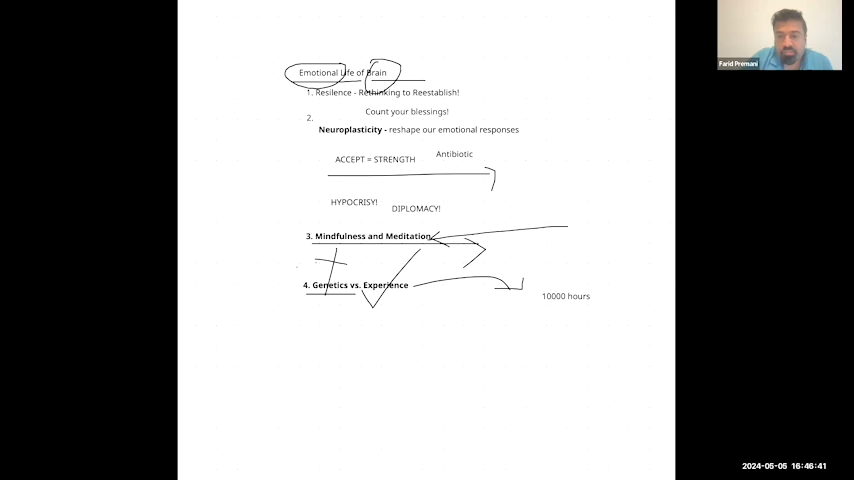 Emotional Life of Brain
1. Resilence - Rethinking to Reestablish!
Count your blessings!
2.
Neuroplasticity - reshape our emotional responses
Antibiotic
ACCEPT = STRENGTH
HYPOCRISY!
DIPLOMACY!
3. Mindfulness and Meditation
4. Genetics vs. Experience
10000 hours
Farid Premani
2024-05-05 16:46:41